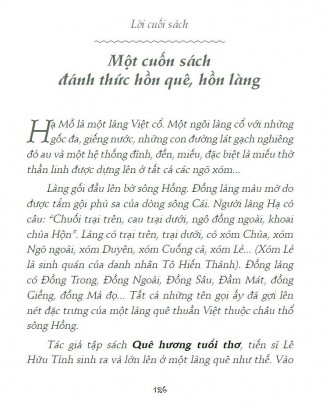 Lời cuối sách
Một cuốn sách
đánh thức hồn quê, hồn làng
Hạ Mỗ là một làng Việt cổ. Một ngôi làng cổ với những
gốc đa, giếng nước, những con đường lát gạch nghiêng
đỏ au và một hệ thống đình, đền, miếu, đặc biệt là miếu thờ
thần linh được dựng lên ở tất cả các ngõ xóm...
Làng gối đầu lên bờ sông Hồng. Đồng làng màu mỡ do
được tắm gội phù sa của dòng sông Cái. Người làng Hạ có
câu: “Chuối trại trên, cau trại dưới, ngô đồng ngoài, khoai
chùa Hộn”. Làng có trại trên, trại dưới, có xóm Chùa, xóm
Ngõ ngoài, xóm Duyên, xóm Cuống cả, xóm Lẻ... (Xóm Lẻ
là sinh quán của danh nhân Tô Hiến Thành). Đồng làng
có Đồng Trong, Đồng Ngoài, Đồng Sâu, Đầm Mát, đồng
Giếng, đồng Mả đọ... Tất cả những tên gọi ấy đã gợi lên
nét đặc trưng của một làng quê thuần Việt thuộc châu thổ
sông Hồng.
Tác giả tập sách Quê hương tuổi thơ, tiến sĩ Lê
Hữu Tỉnh sinh ra và lớn lên ở một làng quê như thế. Vào
126